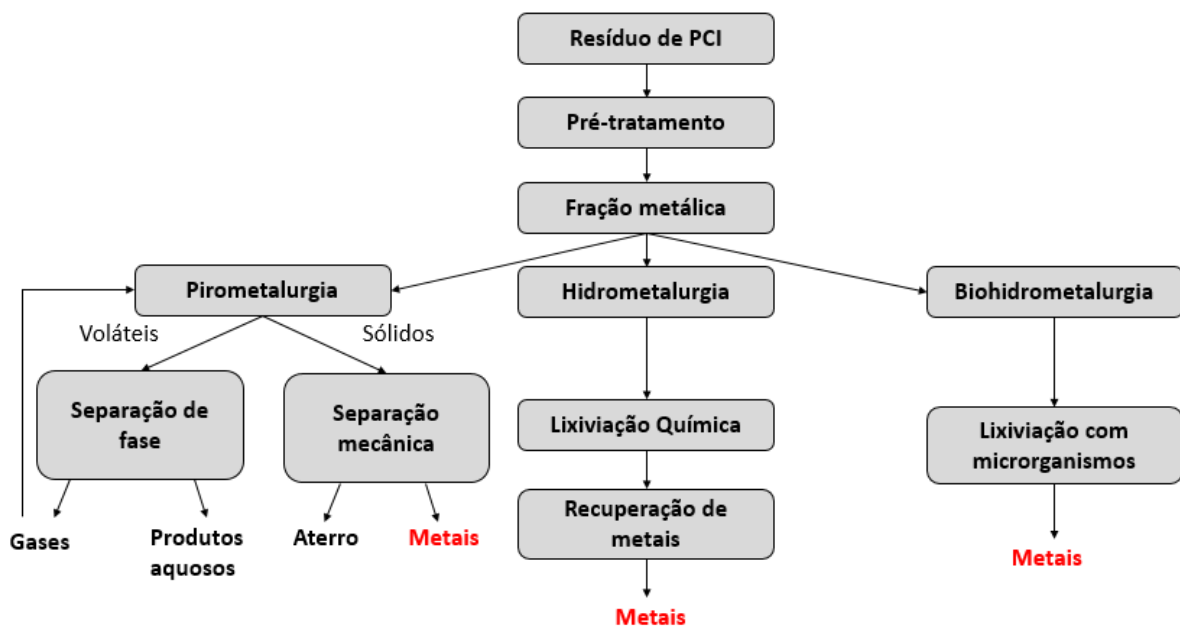 Resíduo de PCI
Pré-tratamento
Fração metálica
Pirometalurgia
Hidrometalurgia
Biohidrometalurgia
Voláteis
Sólidos
Separação de
fase
Separação
mecânica
Lixiviação Química
Lixiviação com
microrganismos
Gases
Produtos
aquosos
Aterro
Metais
Recuperação de
metais
Metais
Metais